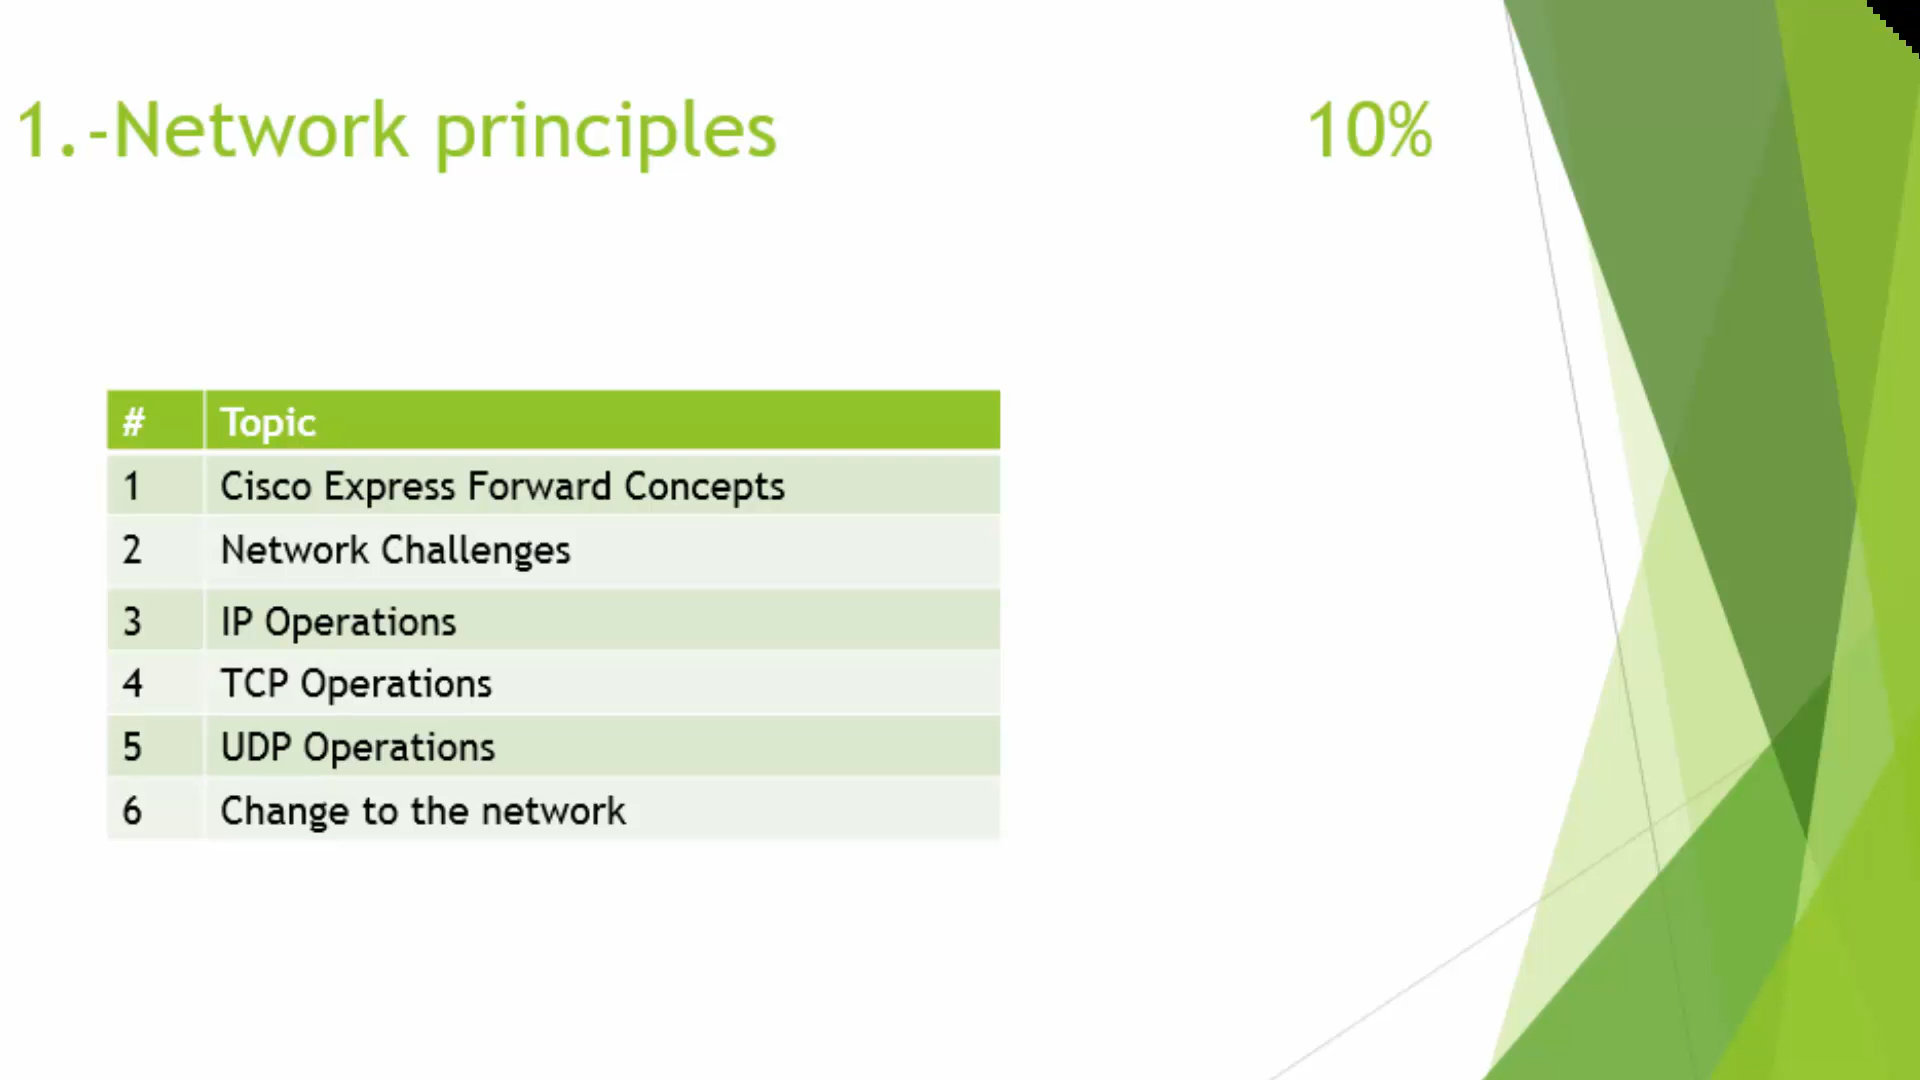 1.-Network principles 10%
# Topic
1 Cisco Express Forward Concepts
2 Network Challenges
3 IP Operations
4 TCP Operations
5 UDP Operations
6 Change to the network